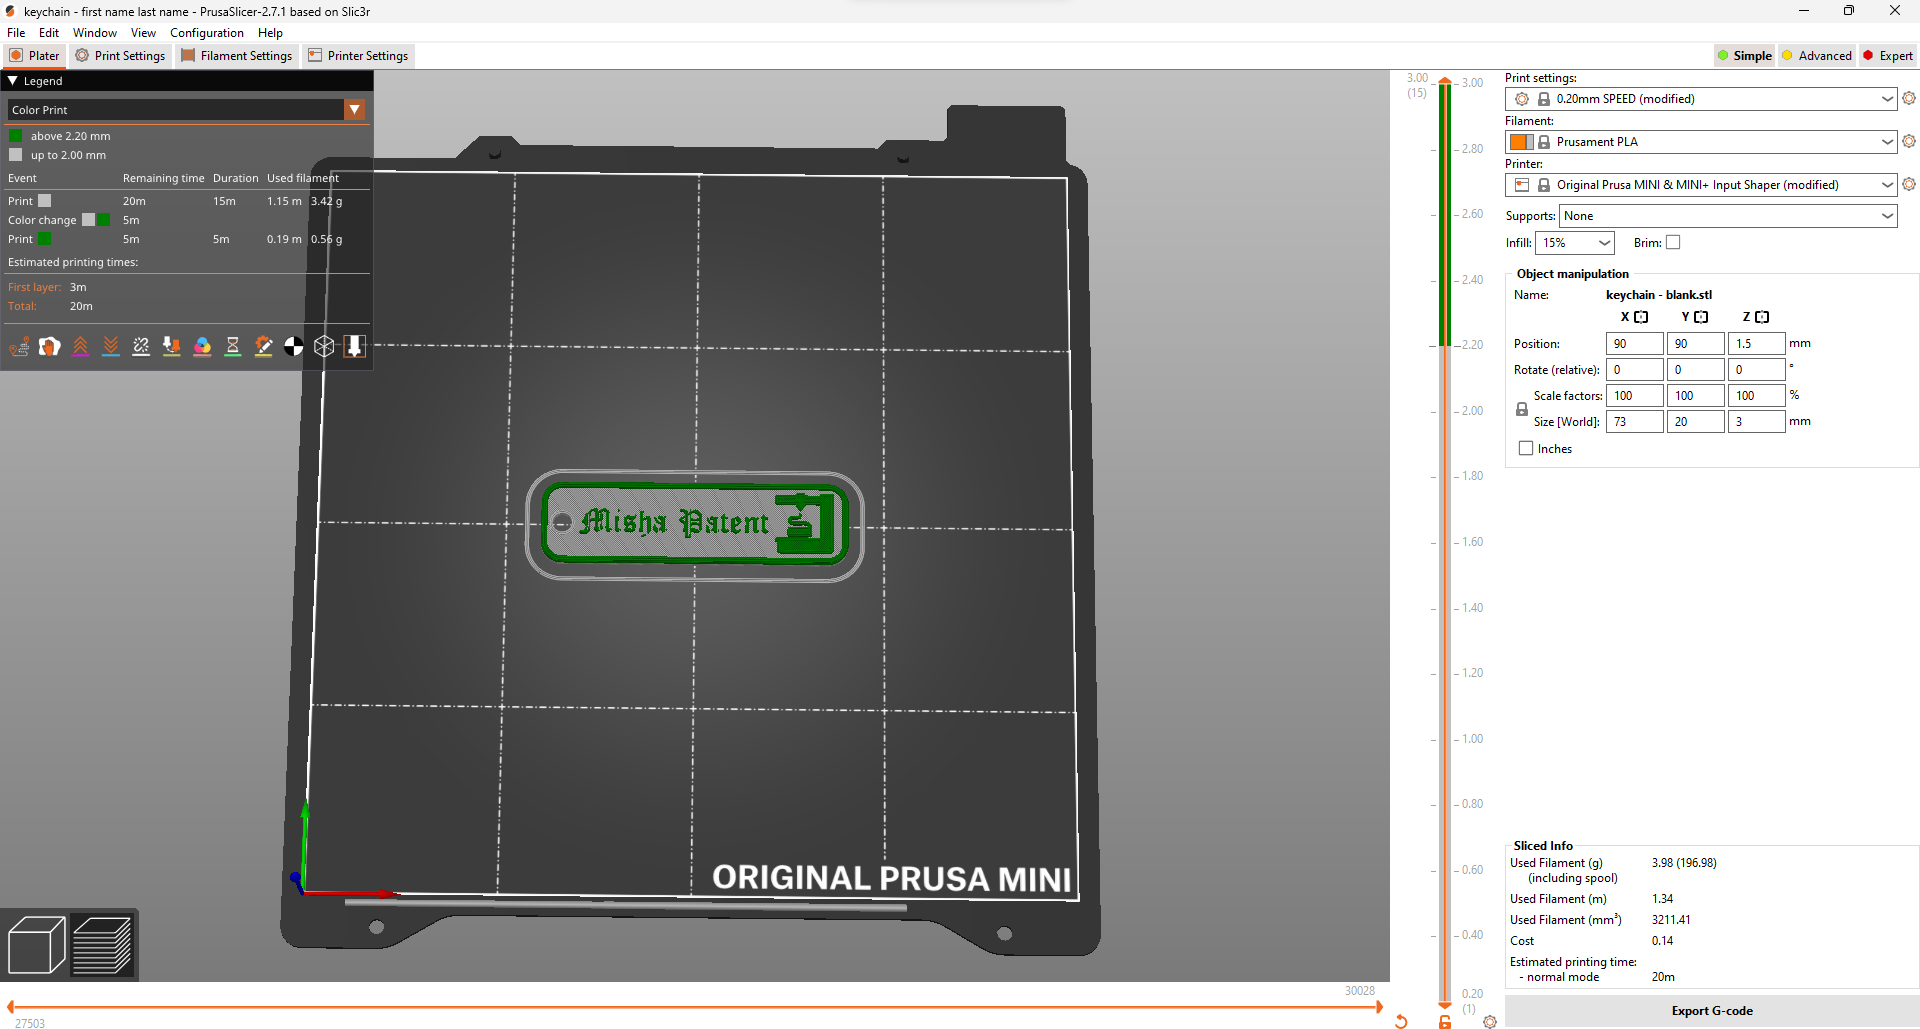 keychain - first name last name - PrusaSlicer-2.7.1 based on Slic3r
File Edit Window View Configuration Help
Plater Print Settings Filament Settings Printer Settings Simple Advanced Expert
Legend
Color Print
above 2.20 mm
up to 2.00 mm
Event Remaining time Duration Used filament
Print 20m 15m 1.15 m 3.42 g
Color change 5m
Print 5m 5m 0.19 m 0.56 g
Estimated printing times:
First layer: 3m
Total: 20m
Misha Patent
ORIGINAL PRUSA MINI
30028
27503
3.00
(15)
3.00
2.80
2.60
2.40
2.20
2.00
1.80
1.60
1.40
1.20
1.00
0.80
0.60
0.40
0.20
(1)
Print settings:
0.20mm SPEED (modified)
Filament:
Prusament PLA
Printer:
Original Prusa MINI & MINI+ Input Shaper (modified)
Supports: None
Infill: 15% Brim:
Object manipulation
Name: keychain - blank.stl
X Y Z
Position: 90 90 1.5 mm
Rotate (relative): 0 0 0 °
Scale factors: 100 100 100 %
Size [World]: 73 20 3 mm
Inches
Sliced Info
Used Filament (g) 3.98 (196.98)
(including spool)
Used Filament (m) 1.34
Used Filament (mm³) 3211.41
Cost 0.14
Estimated printing time:
- normal mode 20m
Export G-code